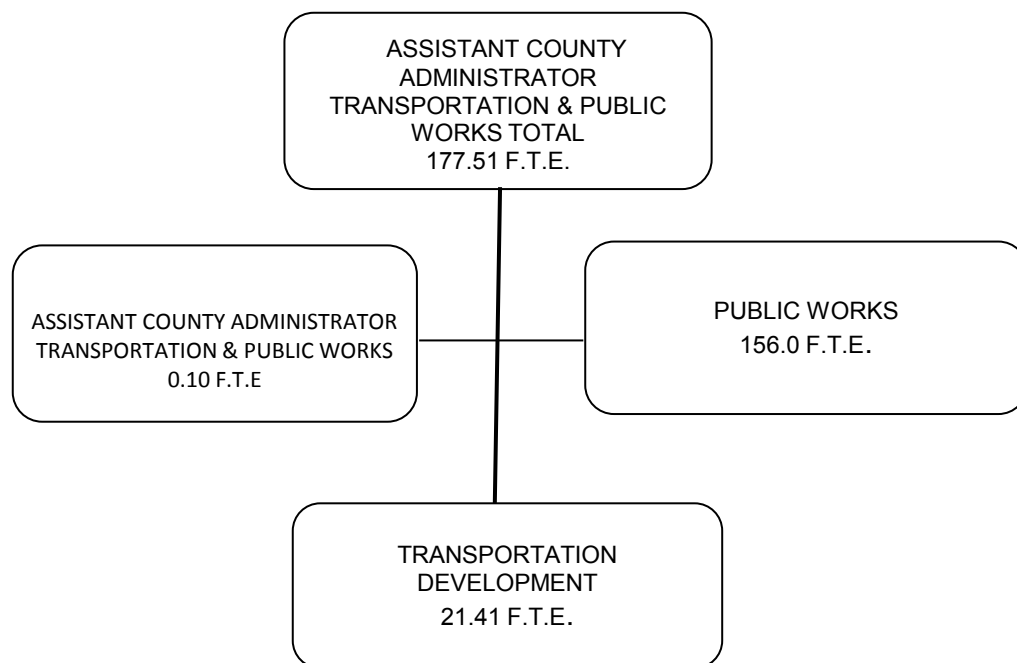 ASSISTANT COUNTY
ADMINISTRATOR
TRANSPORTATION & PUBLIC
WORKS TOTAL
177.51 F.T.E.
ASSISTANT COUNTY ADMINISTRATOR
TRANSPORTATION & PUBLIC WORKS
0.10 F.T.E
PUBLIC WORKS
156.0 F.T.E.
TRANSPORTATION
DEVELOPMENT
21.41 F.T.E.